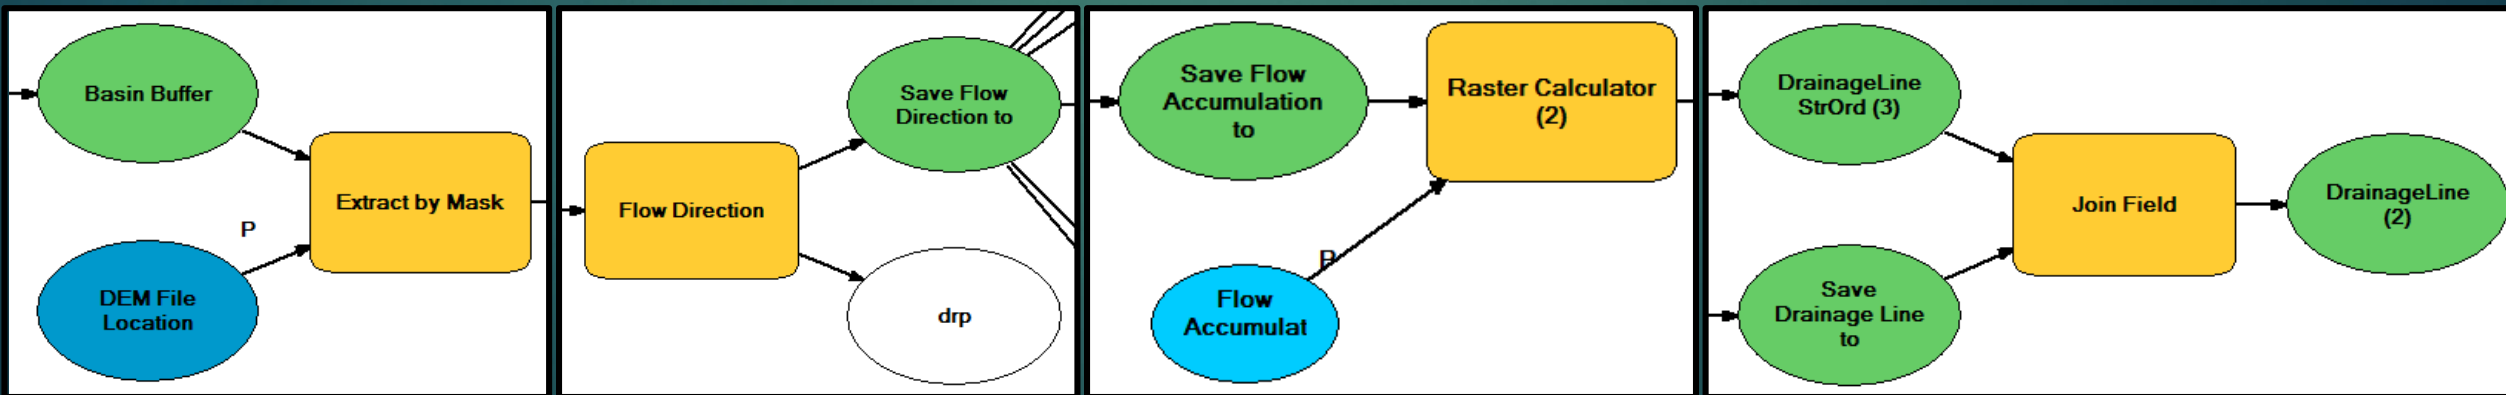 Basin Buffer
Extract by Mask
P
DEM File
Location
Flow Direction
Save Flow
Direction to
drp
Save Flow
Accumulation
to
Raster Calculator
(2)
P
Flow
Accumulat
DrainageLine
StrOrd (3)
Join Field
DrainageLine
(2)
Save
Drainage Line
to